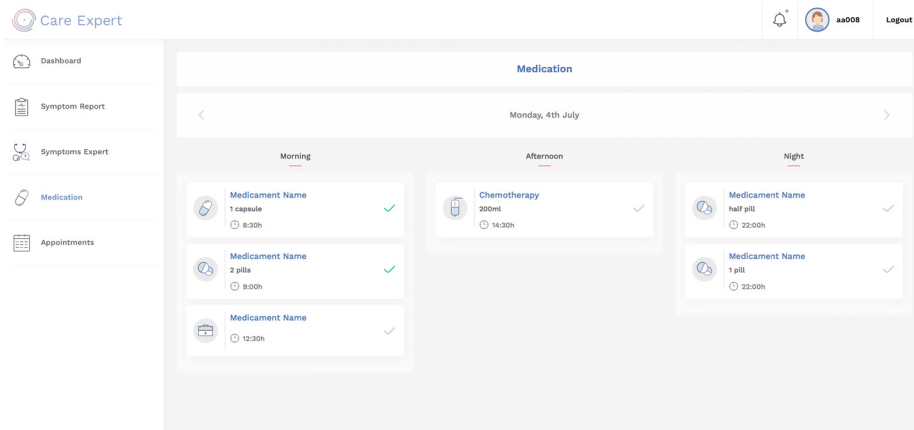 Care Expert
aa008
Logout
Dashboard
Symptom Report
Symptoms Expert
Medication
Appointments
Medication
Monday, 4th July
Morning
Medicament Name
1 capsule
8:30h
Medicament Name
2 pills
9:00h
Medicament Name
12:30h
Afternoon
Chemotherapy
200ml
14:30h
Night
Medicament Name
half pill
22:00h
Medicament Name
1 pill
22:00h